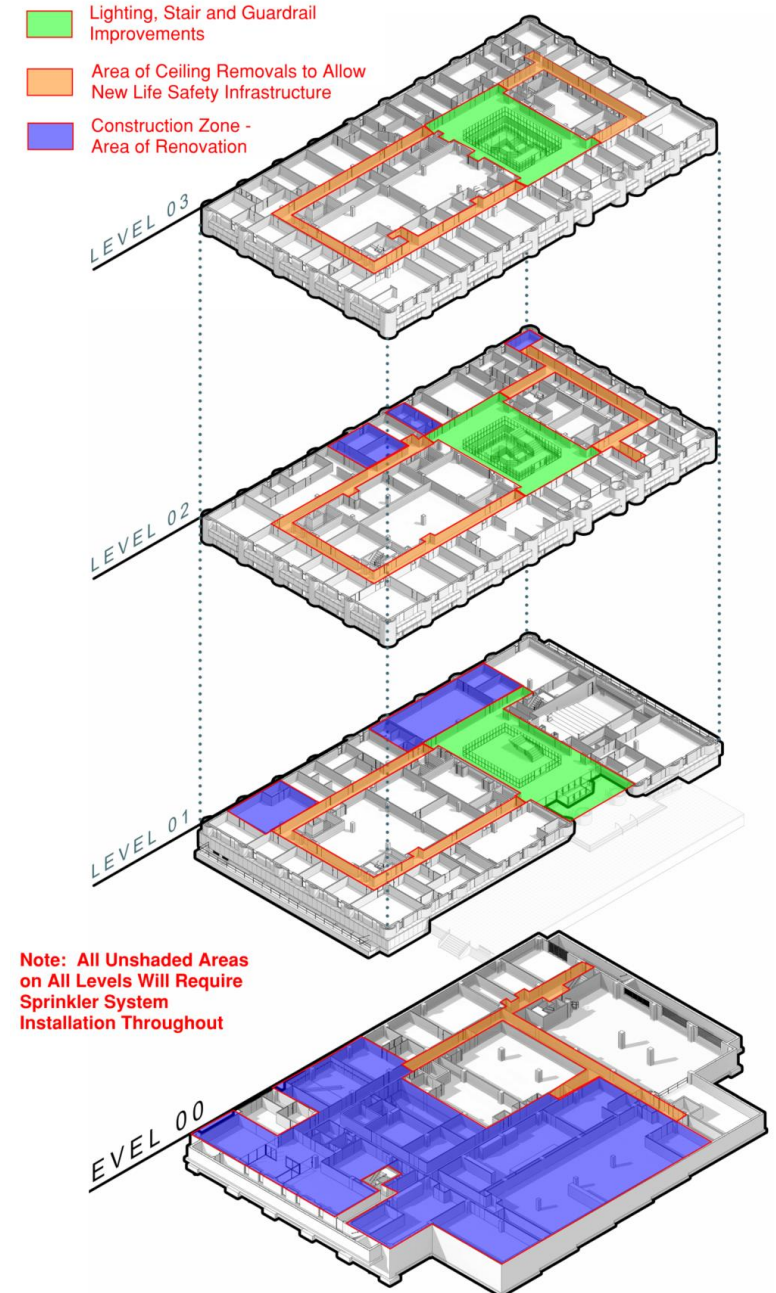 Lighting, Stair and Guardrail
Improvements
Area of Ceiling Removals to Allow
New Life Safety Infrastructure
Construction Zone -
Area of Renovation
LEVEL 03
LEVEL 02
LEVEL 01
Note: All Unshaded Areas
on All Levels Will Require
Sprinkler System
Installation Throughout
EVEL 00